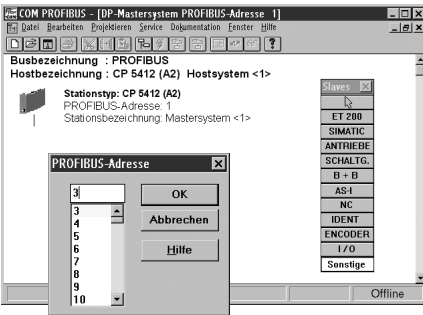 COM PROFIBUS - [DP-Mastersystem PROFIBUS-Adresse 1]
Datei Bearbeiten Projektieren Service Dokumentation Fenster Hilfe
Busbezeichnung : PROFIBUS
Hostbezeichnung : CP 5412 (A2) Hostsystem <1>
Stationstyp: CP 5412 (A2)
PROFIBUS-Adresse: 1
Stationsbezeichnung: Mastersystem <1>
Slaves
ET 200
SIMATIC
ANTRIEBE
SCHALTG.
B + B
AS-I
NC
IDENT
ENCODER
I / O
Sonstige
PROFIBUS-Adresse
3
OK
3
4
Abbrechen
5
6
Hilfe
7
8
9
10
Offline